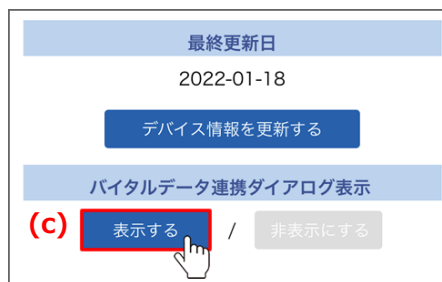 最終更新日
2022-01-18
デバイス情報を更新する
バイタルデータ連携ダイアログ表示
(c) 表示する / 非表示にする